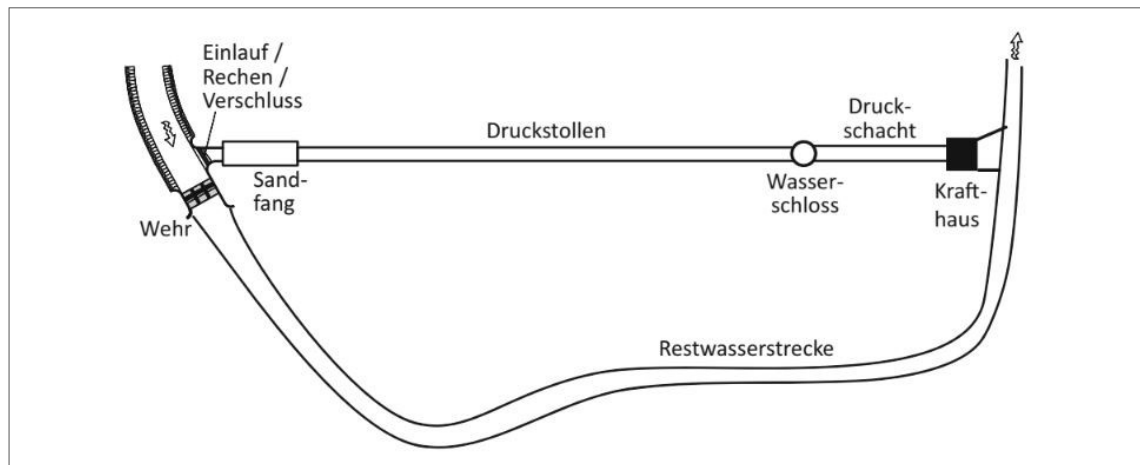 Einlauf /
Rechen /
Verschluss
Druckstollen
Druck-
schacht
Sand-
fang
Wasser-
schloss
Kraft-
haus
Wehr
Restwasserstrecke